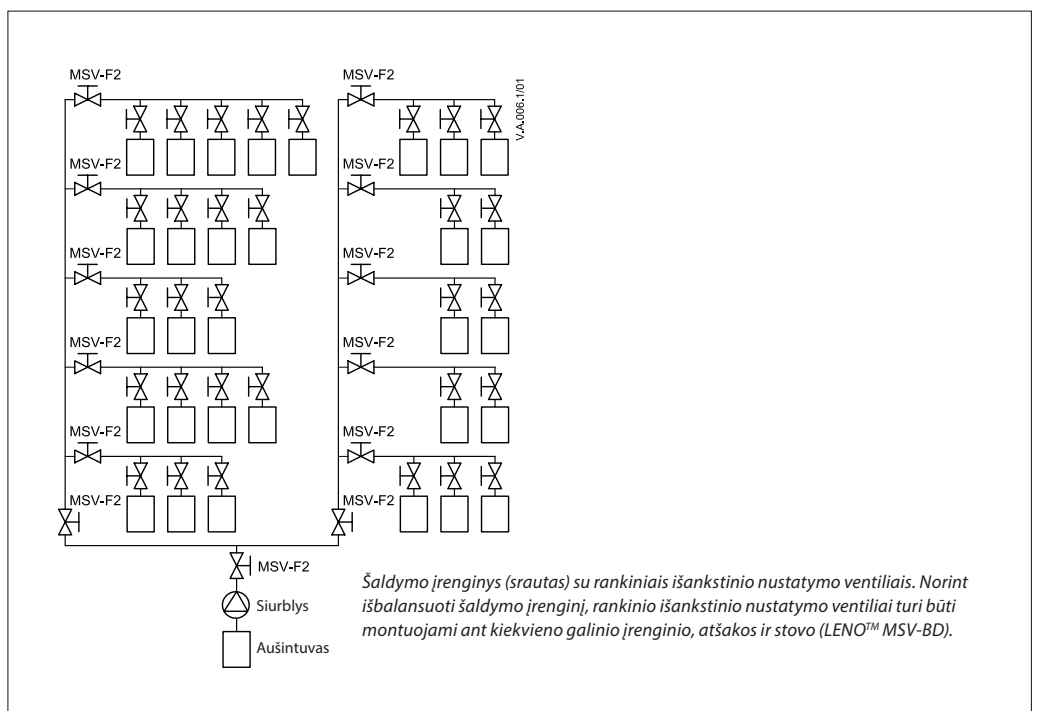 MSV-F2
MSV-F2
V.A.006.1/01
MSV-F2
MSV-F2
MSV-F2
MSV-F2
MSV-F2
MSV-F2
MSV-F2
MSV-F2
MSV-F2
MSV-F2
MSV-F2
Siurblys
Aušintuvas
Šaldymo įrenginys (srautas) su rankiniais išankstinio nustatymo ventiliais. Norint
išbalansuoti šaldymo įrenginį, rankinio išankstinio nustatymo ventiliai turi būti
montuojami ant kiekvieno galinio įrenginio, atšakos ir stovo (LENO™ MSV-BD).